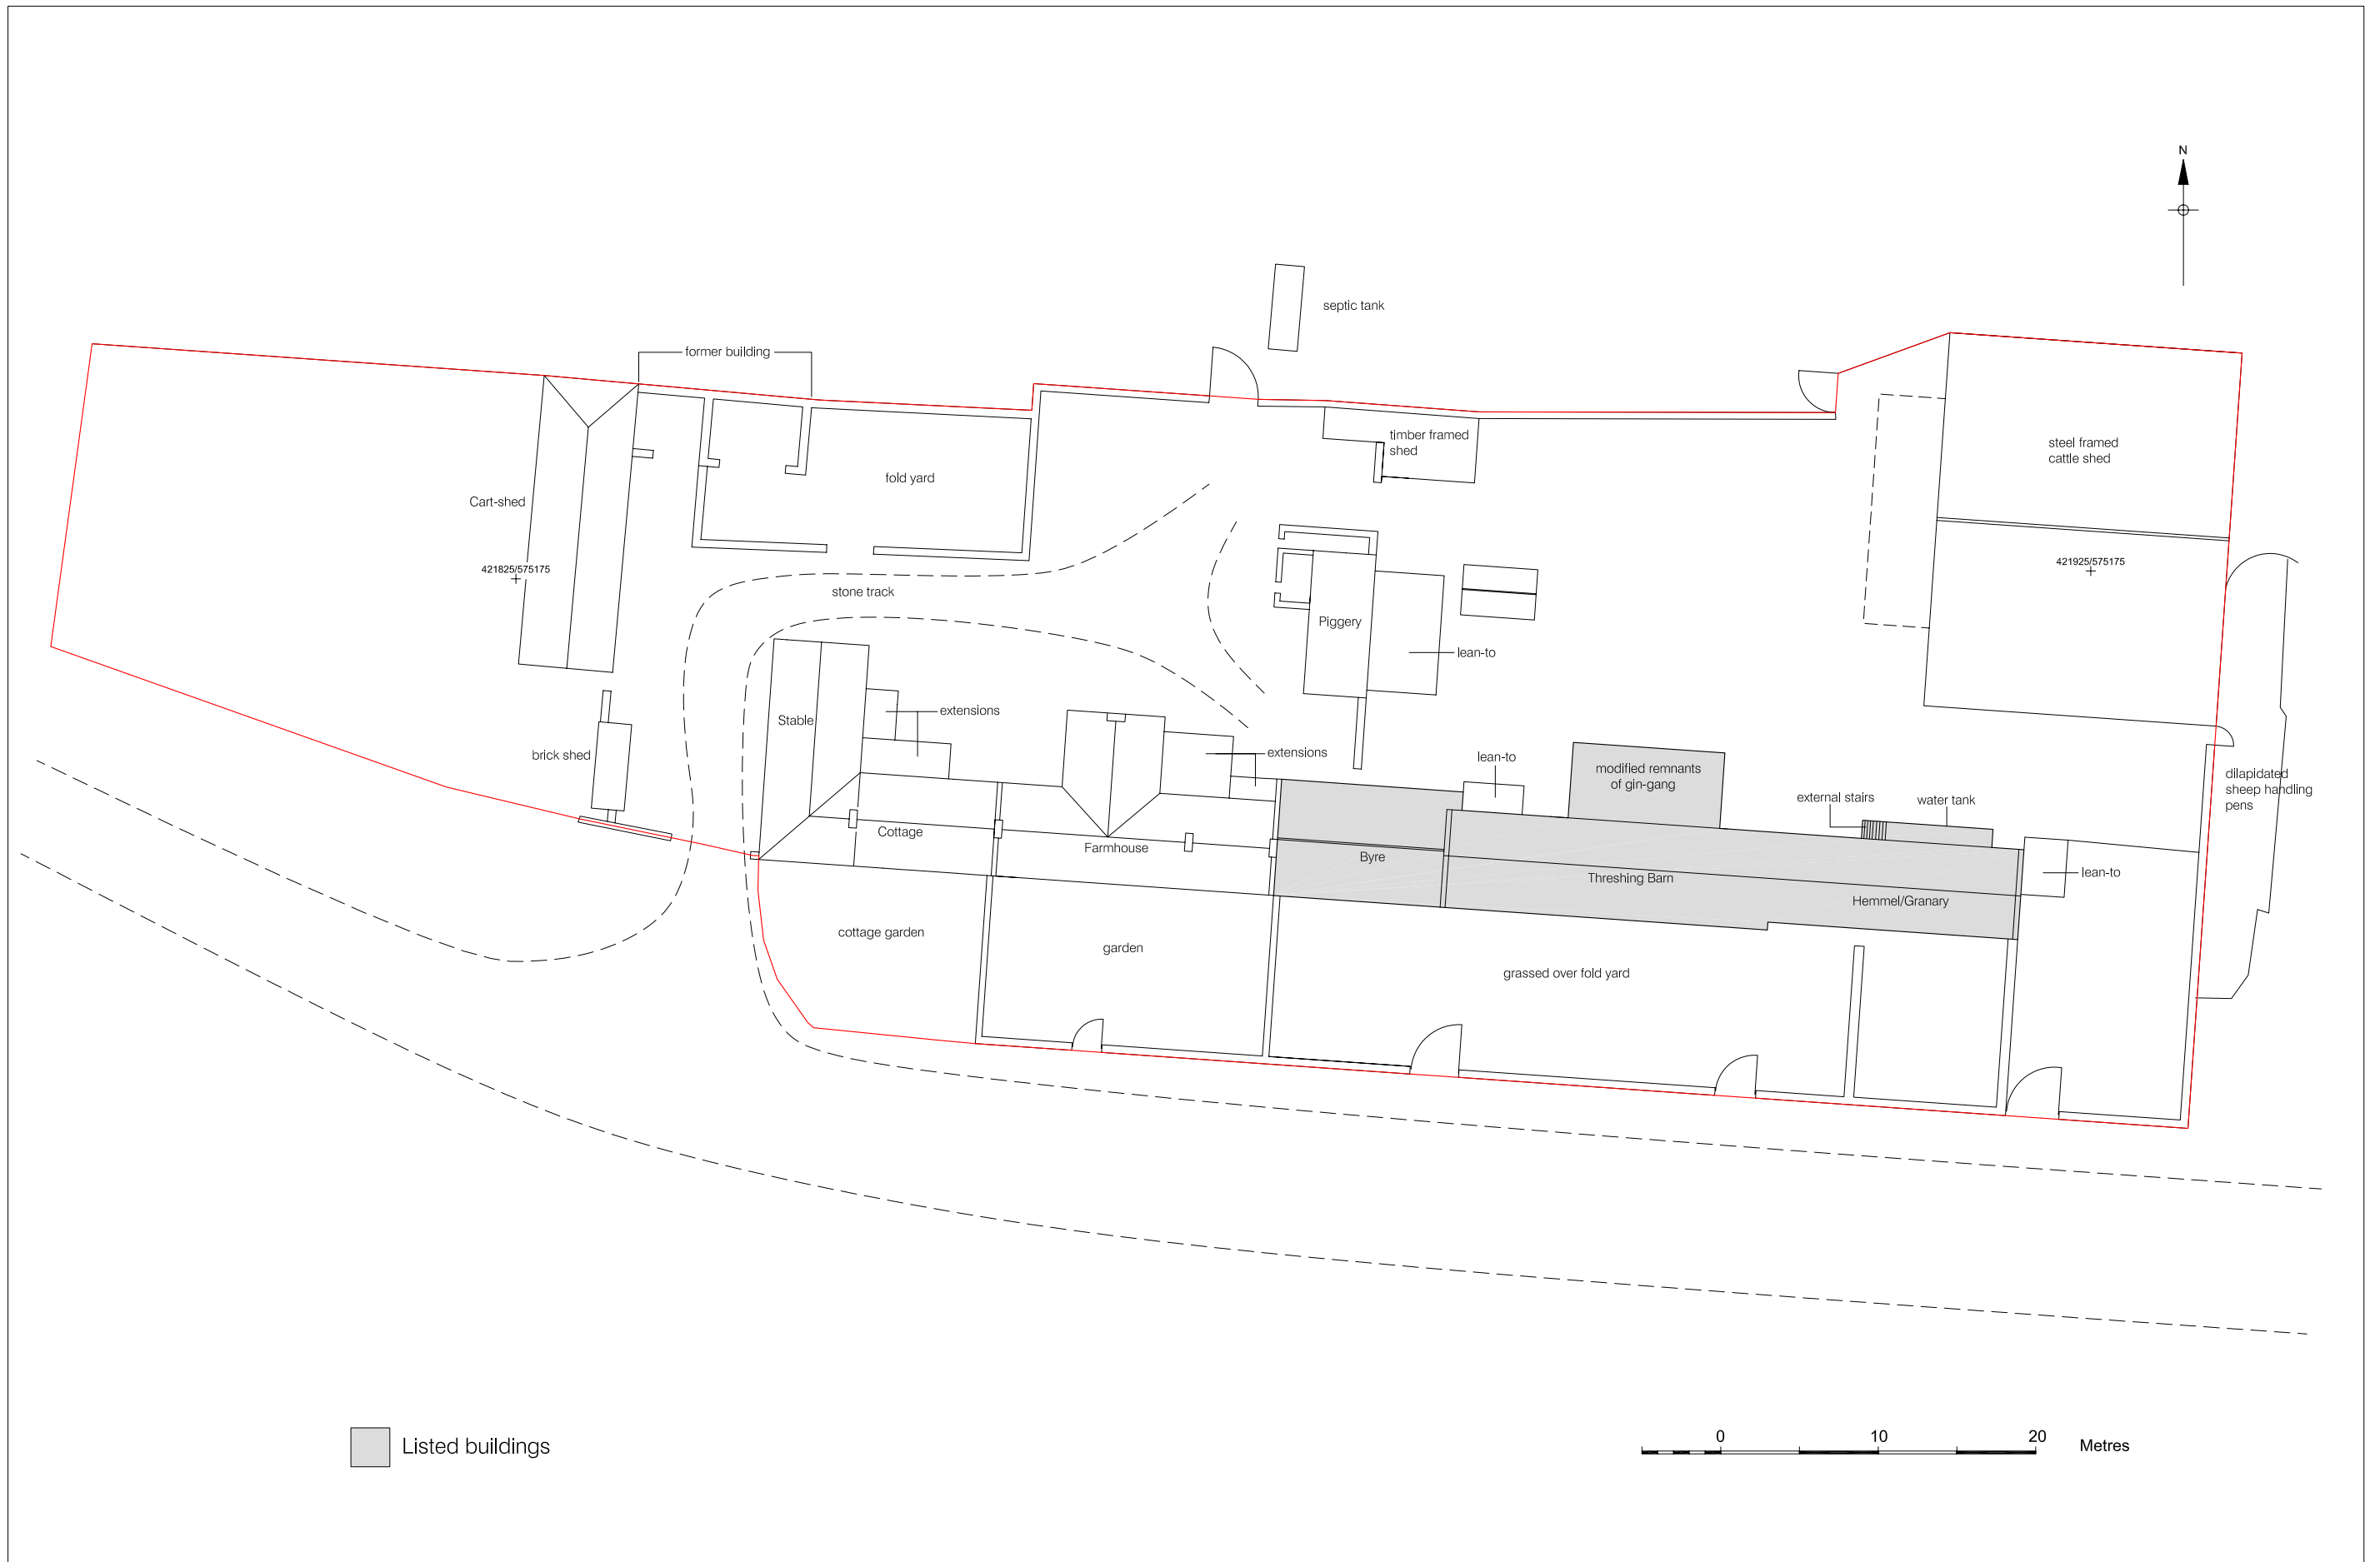 N
septic tank
former building
timber framed
shed
steel framed
cattle shed
fold yard
Cart-shed
421825/575175
421925/575175
stone track
Piggery
lean-to
extensions
Stable
brick shed
extensions
lean-to
modified remnants
of gin-gang
dilapidated
sheep handling
pens
external stairs
water tank
Cottage
Farmhouse
Byre
Threshing Barn
lean-to
Hemmel/Granary
cottage garden
garden
grassed over fold yard
Listed buildings
0 10 20
Metres